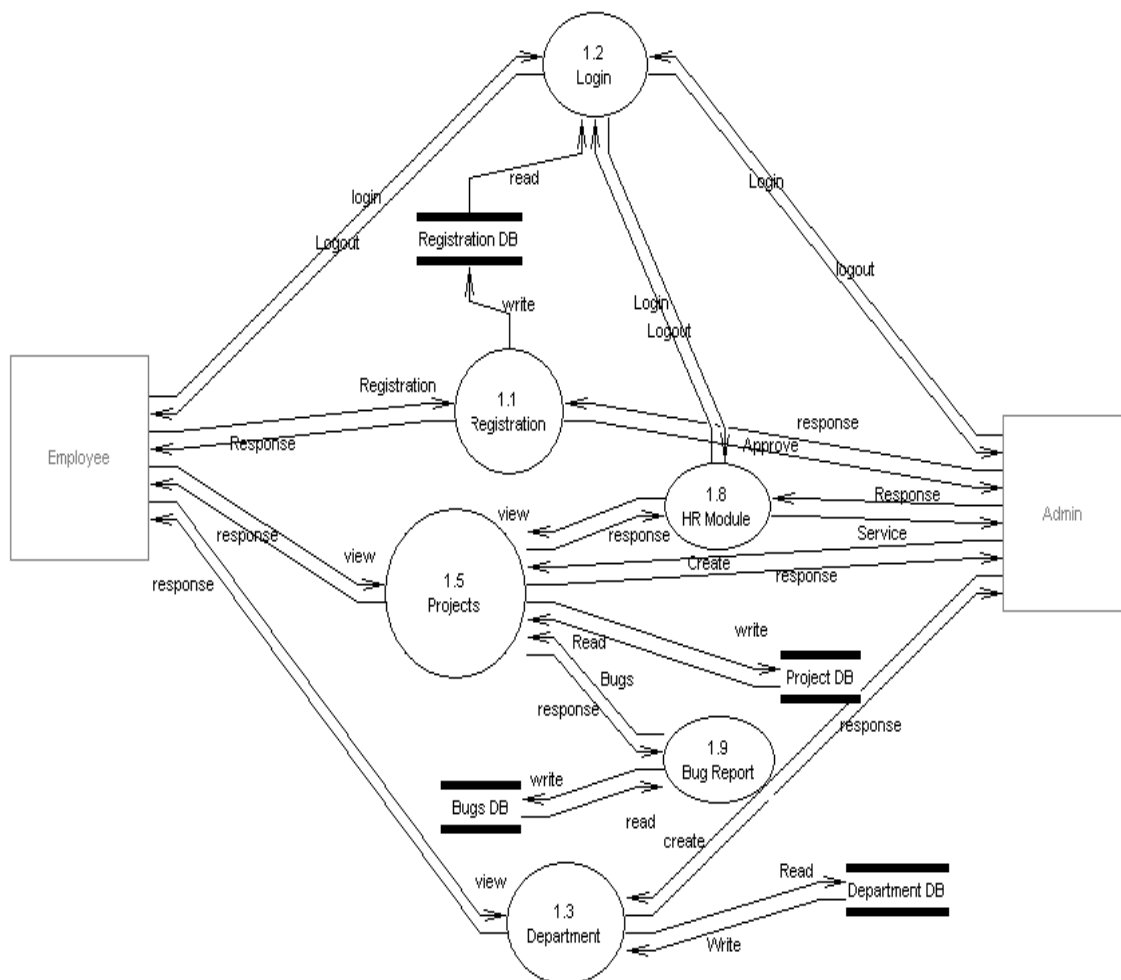 1.2
Login
login
Logout
Login
logout
read
Registration DB
write
Login
Logout
Employee
Registration
Response
1.1
Registration
response
Approve
Admin
1.8
HR Module
Response
Service
view
response
Create
response
response
view
response
1.5
Projects
write
Read
Project DB
Bugs
response
response
1.9
Bug Report
write
Bugs DB
read
create
view
1.3
Department
Read
Department DB
Write